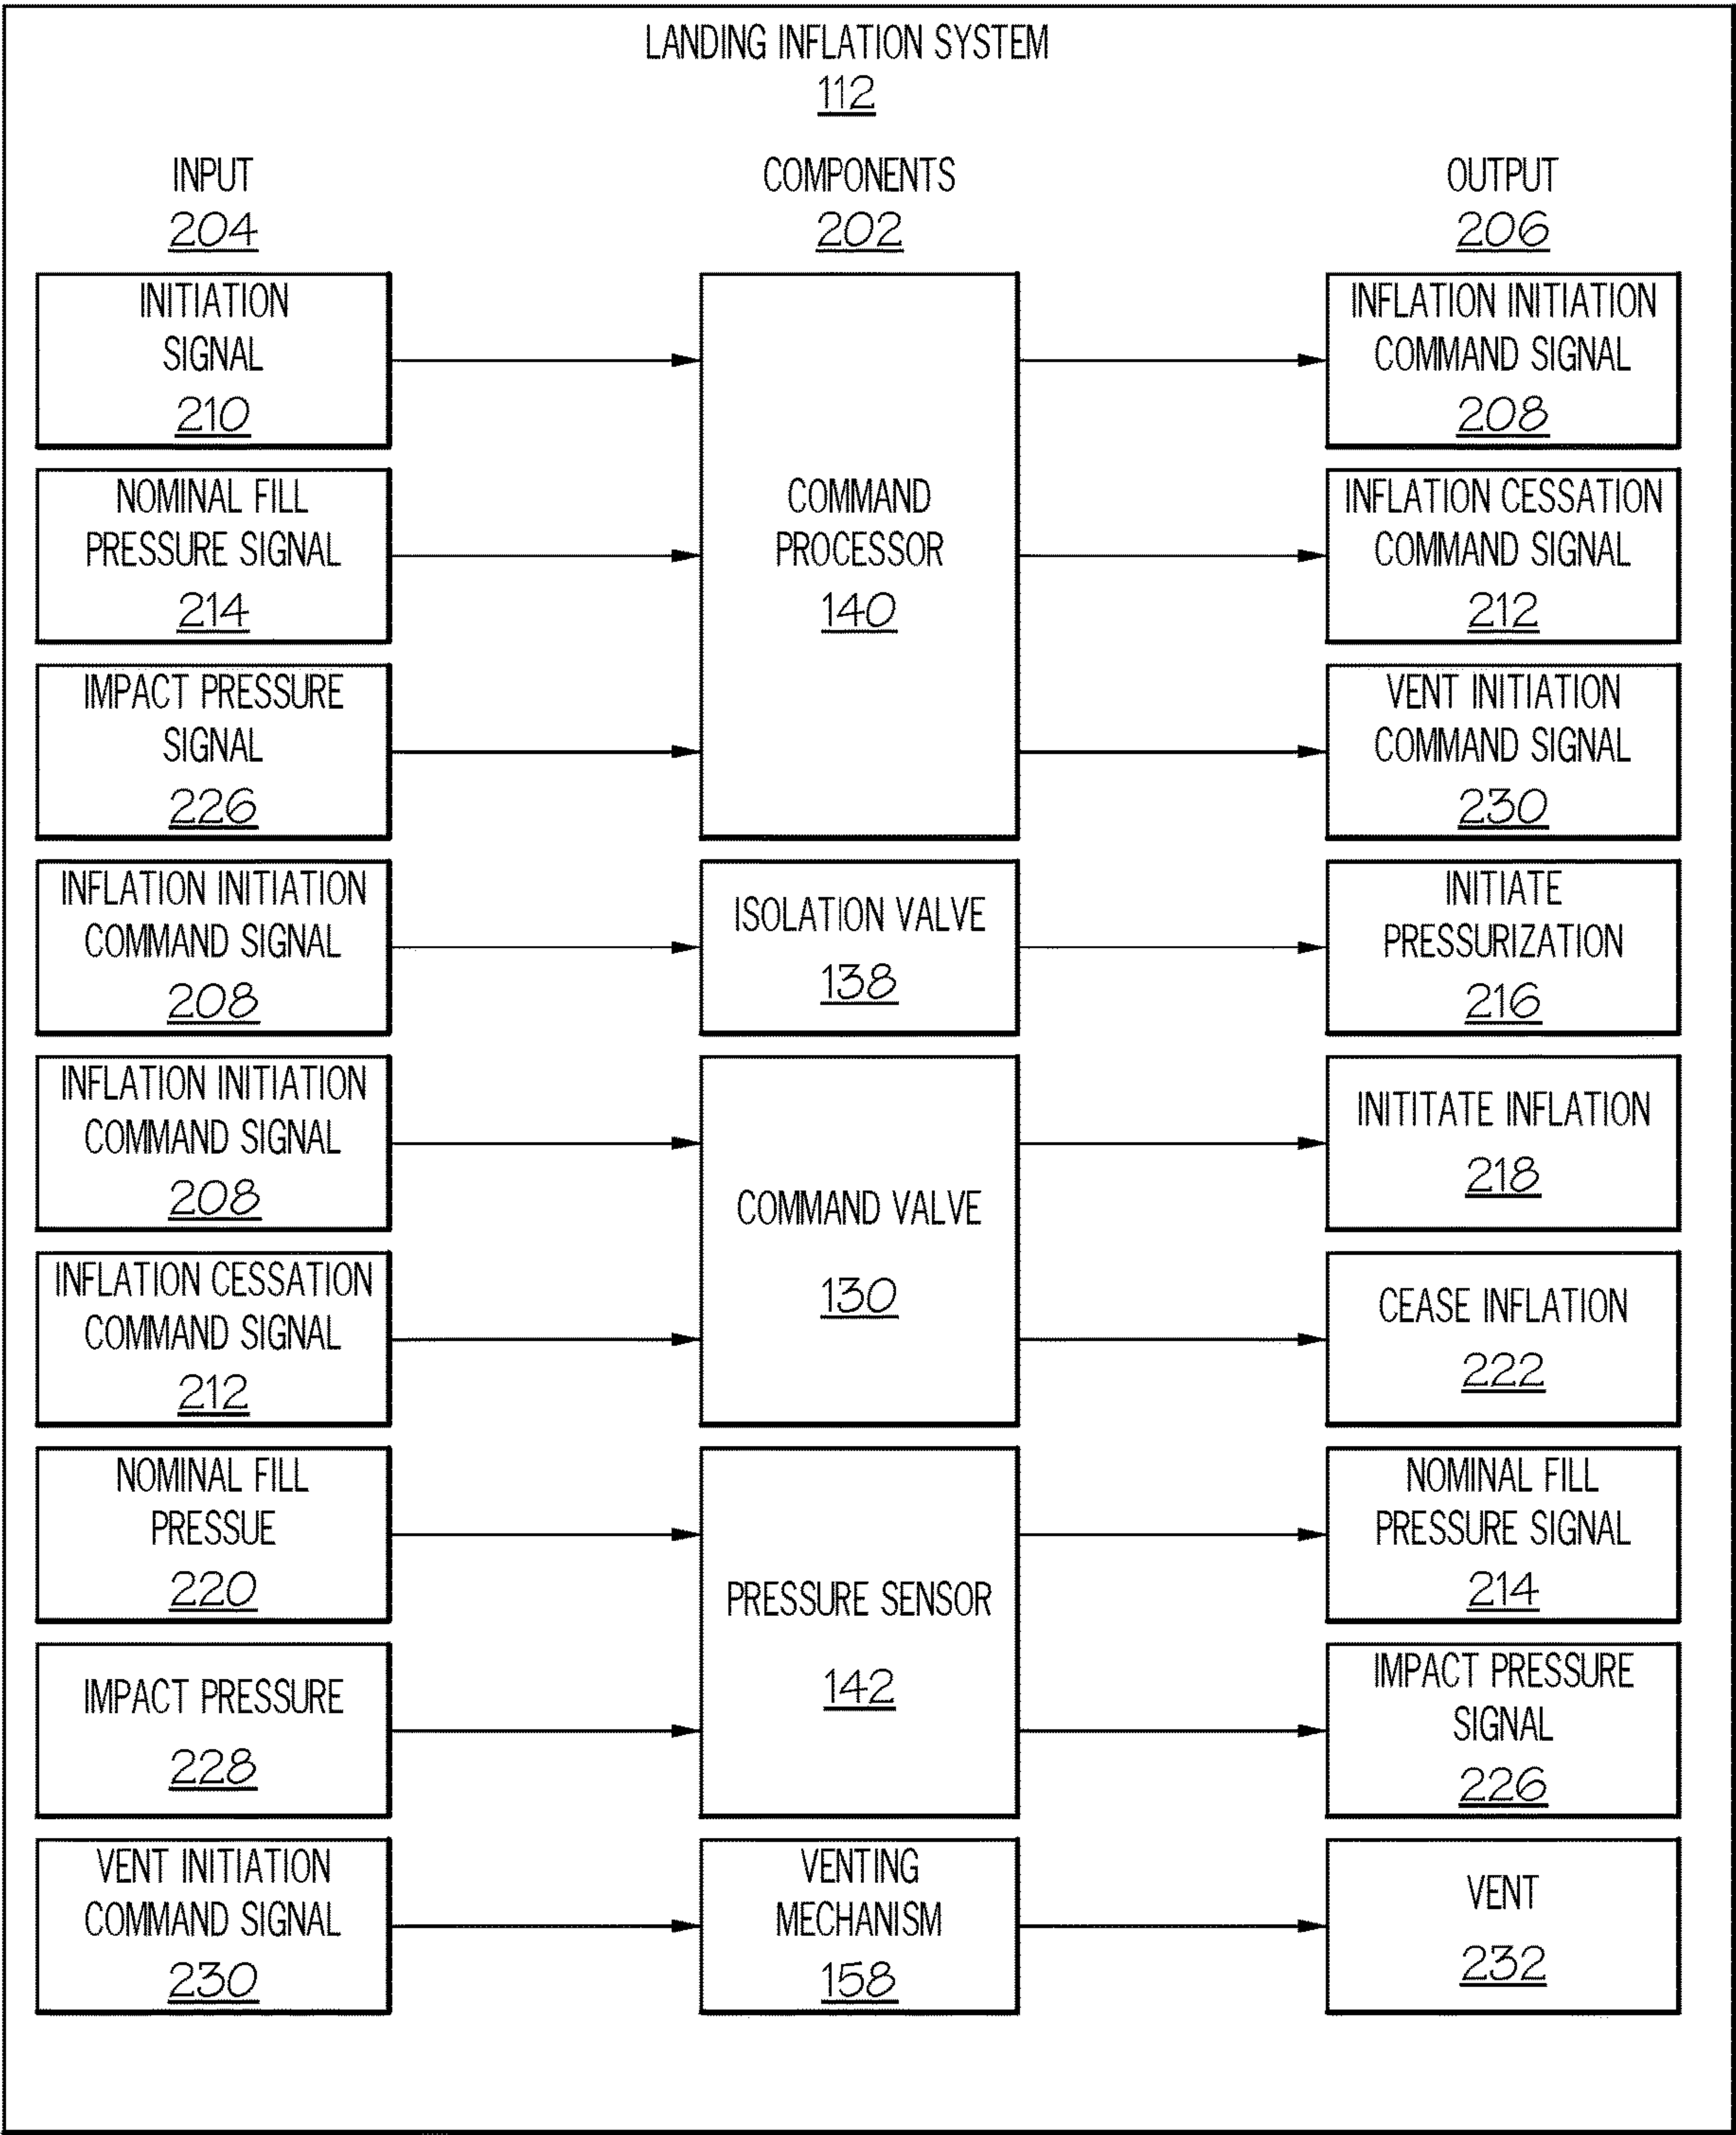 LANDING INFLATION SYSTEM
112
INPUT
204
COMPONENTS
202
OUTPUT
206
INITIATION
SIGNAL
210
NOMINAL FILL
PRESSURE SIGNAL
214
IMPACT PRESSURE
SIGNAL
226
COMMAND
PROCESSOR
140
INFLATION INITIATION
COMMAND SIGNAL
208
INFLATION CESSATION
COMMAND SIGNAL
212
VENT INITIATION
COMMAND SIGNAL
230
INFLATION INITIATION
COMMAND SIGNAL
208
ISOLATION VALVE
138
INITIATE
PRESSURIZATION
216
INFLATION INITIATION
COMMAND SIGNAL
208
INFLATION CESSATION
COMMAND SIGNAL
212
COMMAND VALVE
130
INITITATE INFLATION
218
CEASE INFLATION
222
NOMINAL FILL
PRESSUE
220
IMPACT PRESSURE
228
PRESSURE SENSOR
142
NOMINAL FILL
PRESSURE SIGNAL
214
IMPACT PRESSURE
SIGNAL
226
VENT INITIATION
COMMAND SIGNAL
230
VENTING
MECHANISM
158
VENT
232